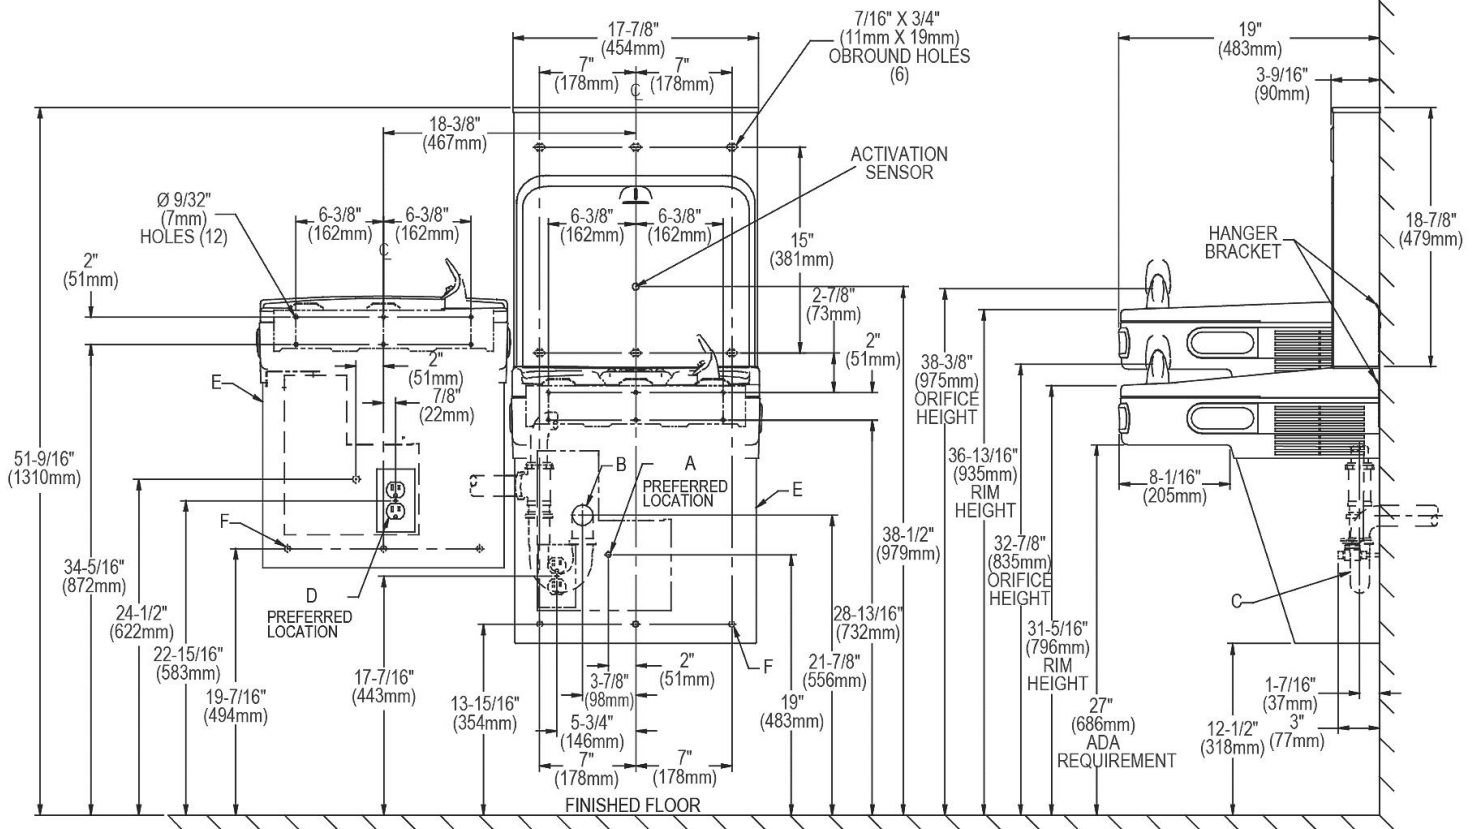 17-7/8"
(454mm)
7"
(178mm)
7"
(178mm)
C
7/16" X 3/4"
(11mm X 19mm)
OBROUND HOLES
(6)
19"
(483mm)
3-9/16"
(90mm)
18-3/8"
(467mm)
ACTIVATION
SENSOR
Ø 9/32"
(7mm)
HOLES (12)
6-3/8"
(162mm)
6-3/8"
(162mm)
C
6-3/8"
(162mm)
6-3/8"
(162mm)
15"
(381mm)
18-7/8"
(479mm)
HANGER
BRACKET
2"
(51mm)
2-7/8"
(73mm)
2"
(51mm)
2"
(51mm)
7/8"
(22mm)
E
38-3/8"
(975mm)
ORIFICE
HEIGHT
51-9/16"
(1310mm)
B
A
PREFERRED
LOCATION
E
36-13/16"
(935mm)
RIM
HEIGHT
8-1/16"
(205mm)
F
38-1/2"
(979mm)
32-7/8"
(835mm)
ORIFICE
HEIGHT
34-5/16"
(872mm)
D
PREFERRED
LOCATION
C
24-1/2"
(622mm)
28-13/16"
(732mm)
31-5/16"
(796mm)
RIM
HEIGHT
22-15/16"
(583mm)
17-7/16"
(443mm)
2"
(51mm)
F
21-7/8"
(556mm)
19-7/16"
(494mm)
13-15/16"
(354mm)
3-7/8"
(98mm)
19"
(483mm)
1-7/16"
(37mm)
3"
(77mm)
5-3/4"
(146mm)
27"
(686mm)
ADA
REQUIREMENT
12-1/2"
(318mm)
7"
(178mm)
7"
(178mm)
FINISHED FLOOR